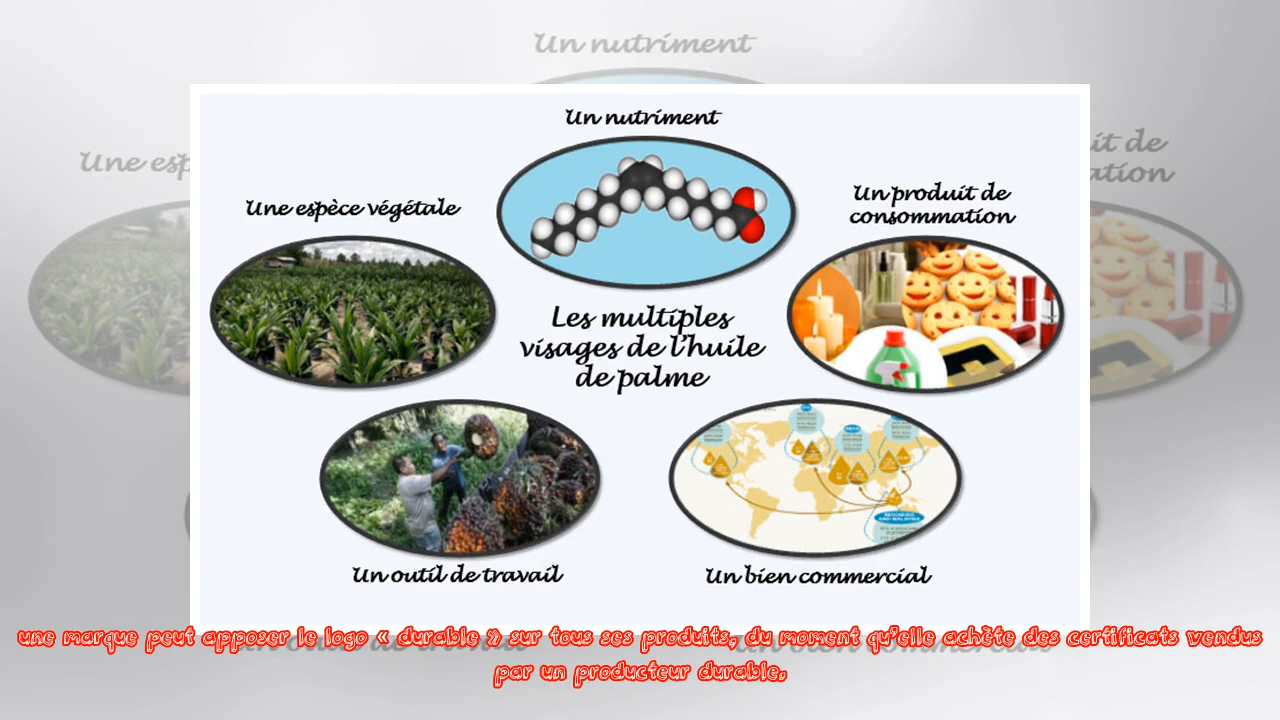 Un nutriment
Une espèce végétale
Un produit de
consommation
Les multiples
visages de l'huile
de palme
Un outil de travail
Un bien commercial
une marque peut apposer le logo « durable » sur tous ses produits, du moment qu'elle achète des certificats vendus
par un producteur durable,